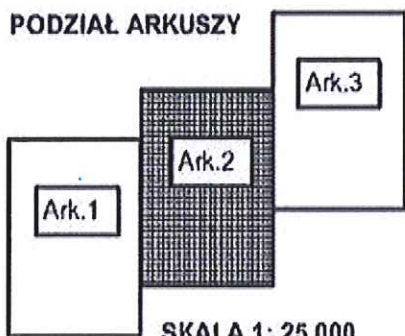 PODZIAŁ ARKUSZY
Ark.3
Ark.2
Ark.1
SKALA 1: 25 000